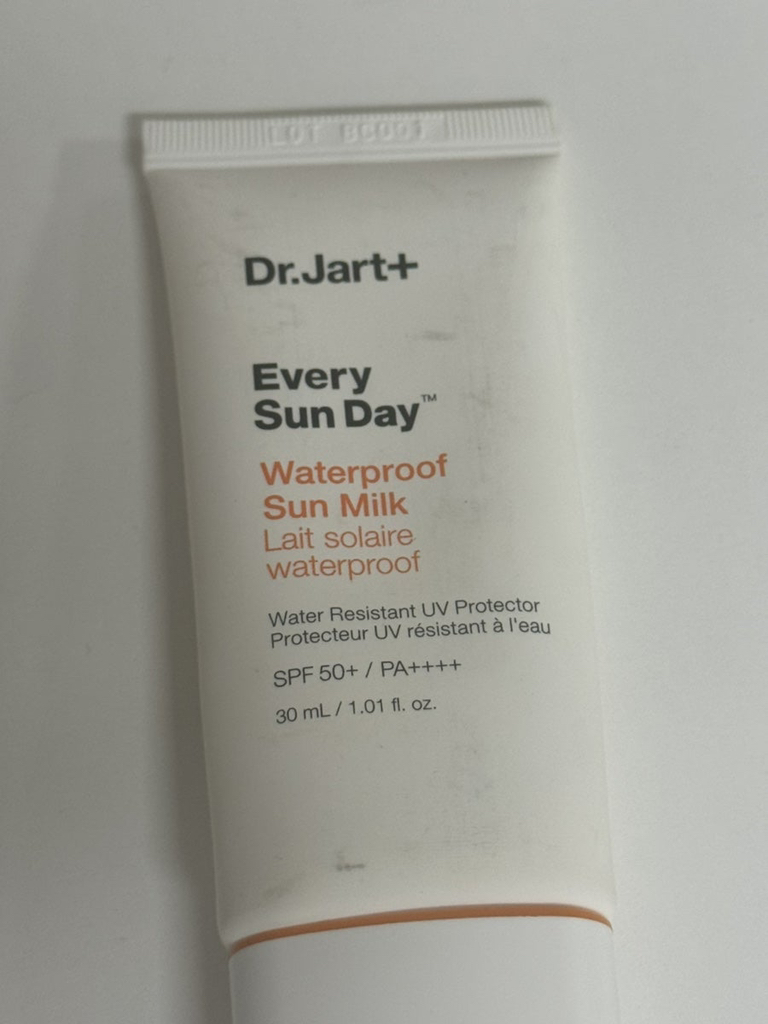 Dr.Jart+
Every
Sun Day™
Waterproof
Sun Milk
Lait solaire
waterproof
Water Resistant UV Protector
Protecteur UV résistant à l'eau
SPF 50+ / PA++++
30 mL / 1.01 fl. oz.